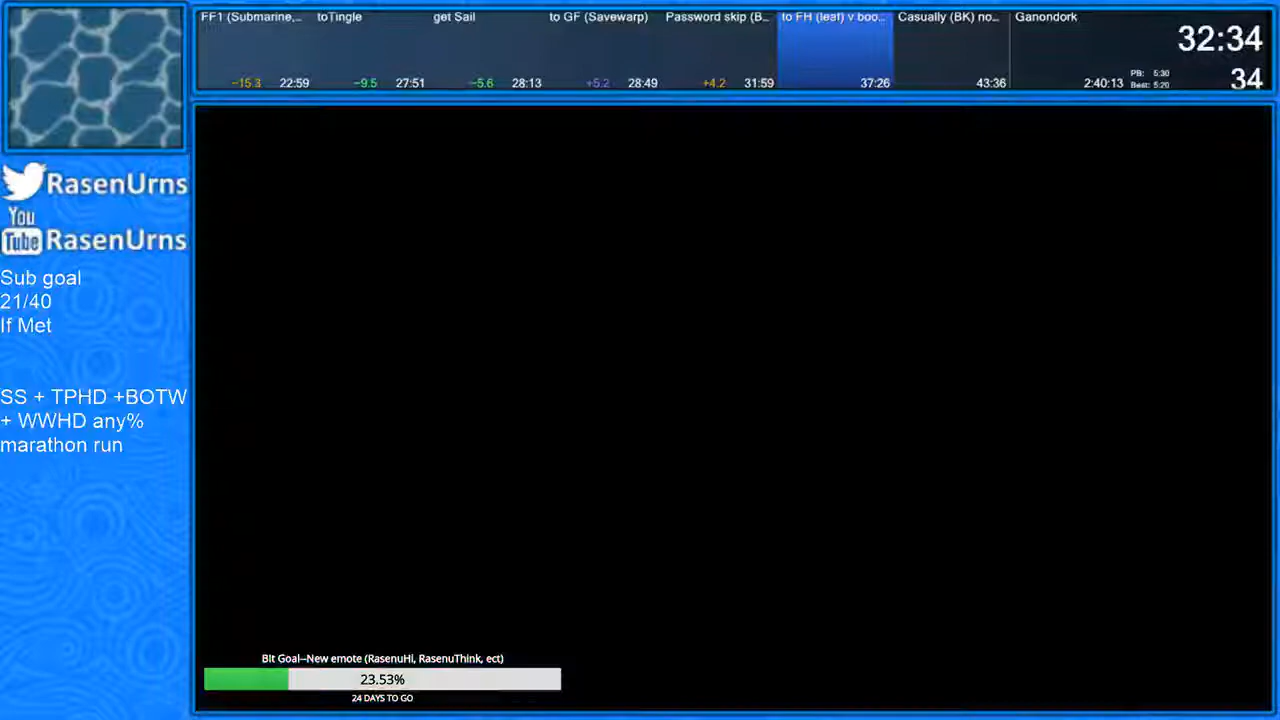 FF1 (Submarine,... toTingle get Sail to GF (Savewarp) Password skip (B... to FH (leaf) v boo... Casually (BK) no... Ganondork
32:34
−15.3 22:59 −9.5 27:51 −5.6 28:13 +5.2 28:49 +4.2 31:59 37:26 43:36 2:40:13
PB: 5:30
Best: 5:20
34
RasenUrns
You
Tube RasenUrns
Sub goal
21/40
If Met
SS + TPHD +BOTW
+ WWHD any%
marathon run
Bit Goal--New emote (RasenuHi, RasenuThink, ect)
23.53%
24 DAYS TO GO